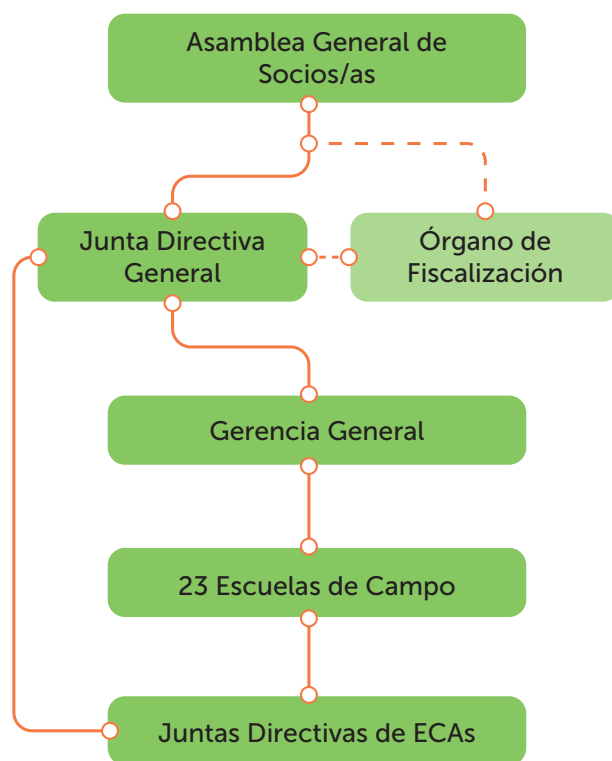 Asamblea General de
Socios/as
Junta Directiva
General
Órgano de
Fiscalización
Gerencia General
23 Escuelas de Campo
Juntas Directivas de ECAs